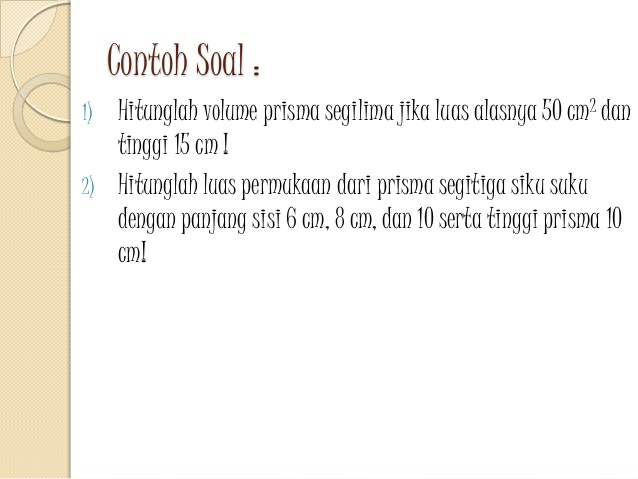 Contoh Soal :
1) Hitunglah volume prisma segilima jika luas alasnya 50 cm² dan
tinggi 15 cm !
2) Hitunglah luas permukaan dari prisma segitiga siku suku
dengan panjang sisi 6 cm, 8 cm, dan 10 serta tinggi prisma 10
cm!